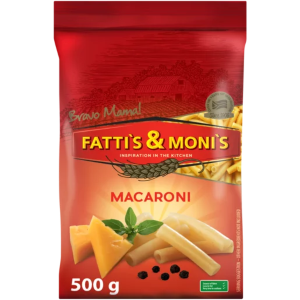 Bravo Mama!
FATTI'S & MONI'S
INSPIRATION IN THE KITCHEN
MACARONI
500 g